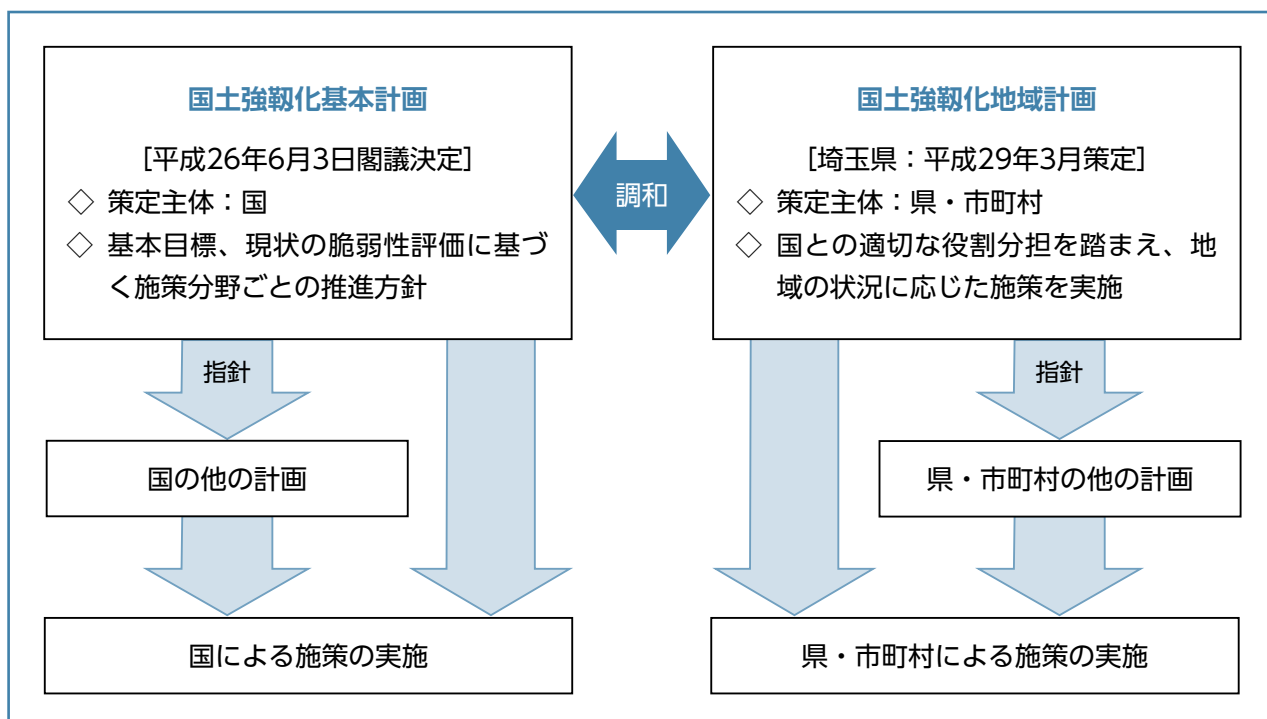 国土強靱化基本計画
[平成26年6月3日閣議決定]
◇ 策定主体：国
◇ 基本目標、現状の脆弱性評価に基づ
く施策分野ごとの推進方針
調和
国土強靱化地域計画
[埼玉県：平成29年3月策定]
◇ 策定主体：県・市町村
◇ 国との適切な役割分担を踏まえ、地
域の状況に応じた施策を実施
指針
指針
国の他の計画
県・市町村の他の計画
国による施策の実施
県・市町村による施策の実施